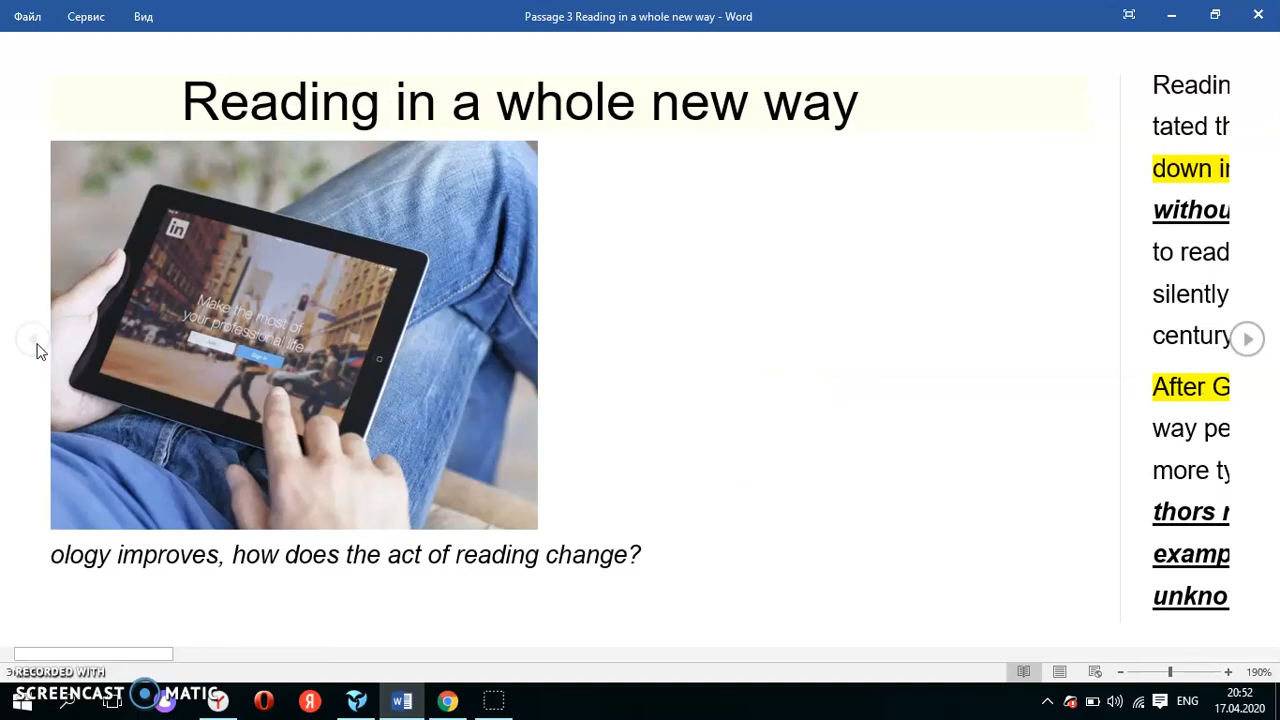 Файл Сервис Вид Passage 3 Reading in a whole new way - Word
Reading in a whole new way
in
Make the most of
your professional life
Sign in
ology improves, how does the act of reading change?
Readin
tated th
down in
withou
to read
silently
century
After G
way pe
more ty
thors
examp
unkno
190%
RECORDED WITH
SCREENCAST MATIC
ENG
20:52
17.04.2020